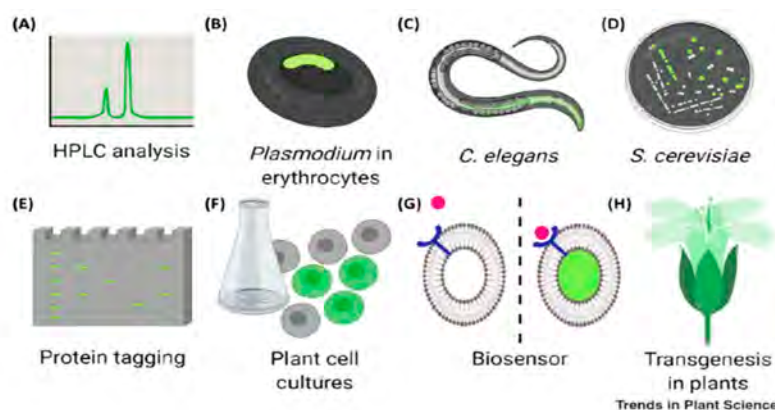 (A) (B) (C) (D)
HPLC analysis
Plasmodium in
erythrocytes
C. elegans
S. cerevisiae
(E) (F) (G) (H)
Protein tagging
Plant cell
cultures
Biosensor
Transgenesis
in plants
Trends in Plant Science